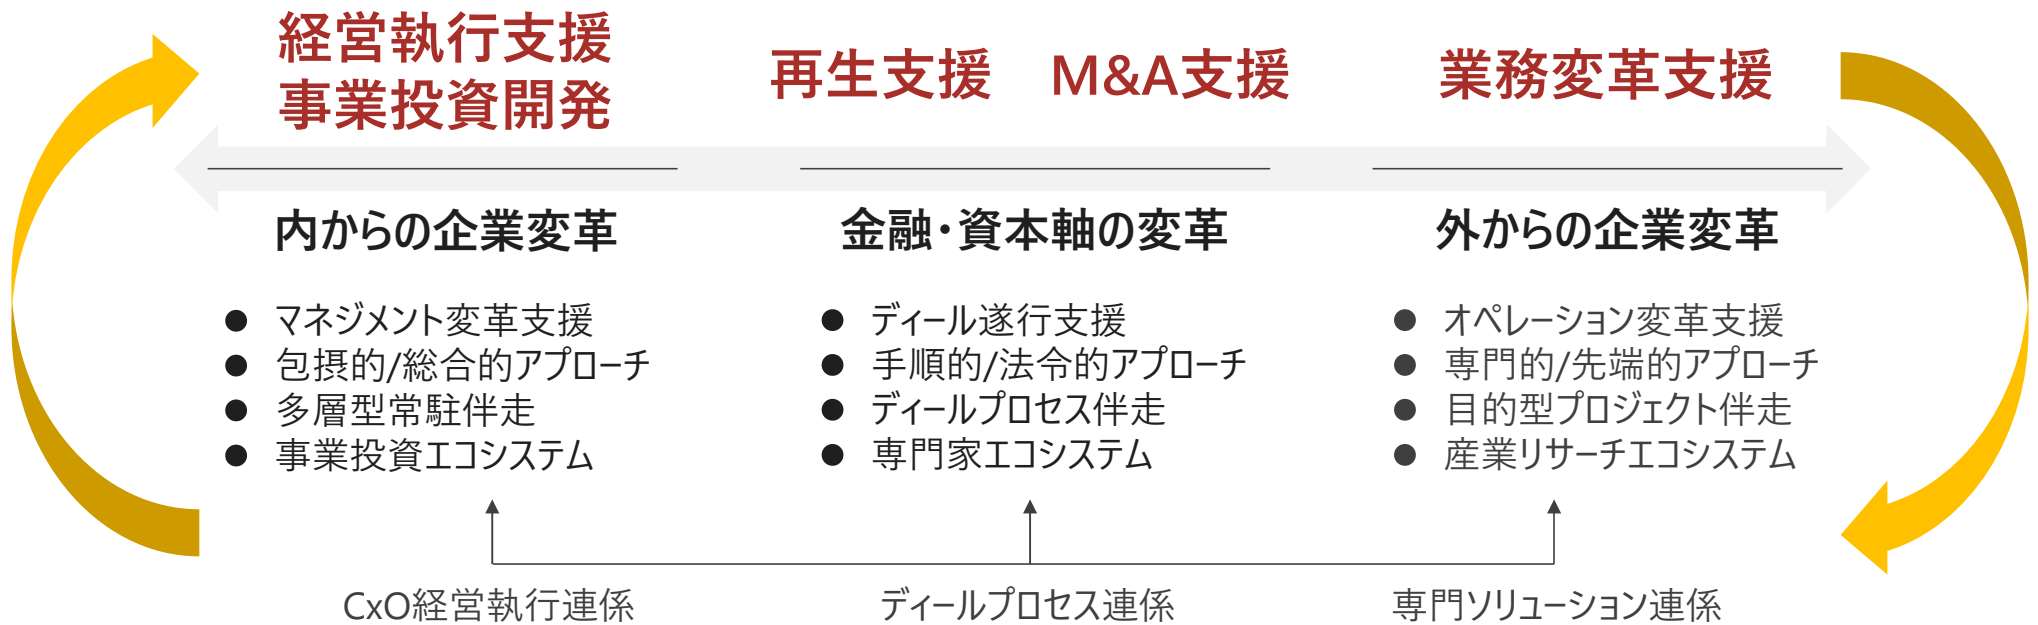 経営執行支援
事業投資開発
再生支援　M&A支援
業務変革支援
内からの企業変革
● マネジメント変革支援
● 包摂的/総合的アプローチ
● 多層型常駐伴走
● 事業投資エコシステム
金融・資本軸の変革
● ディール遂行支援
● 手順的/法令的アプローチ
● ディールプロセス伴走
● 専門家エコシステム
外からの企業変革
● オペレーション変革支援
● 専門的/先端的アプローチ
● 目的型プロジェクト伴走
● 産業リサーチエコシステム
CxO経営執行連係
ディールプロセス連係
専門ソリューション連係